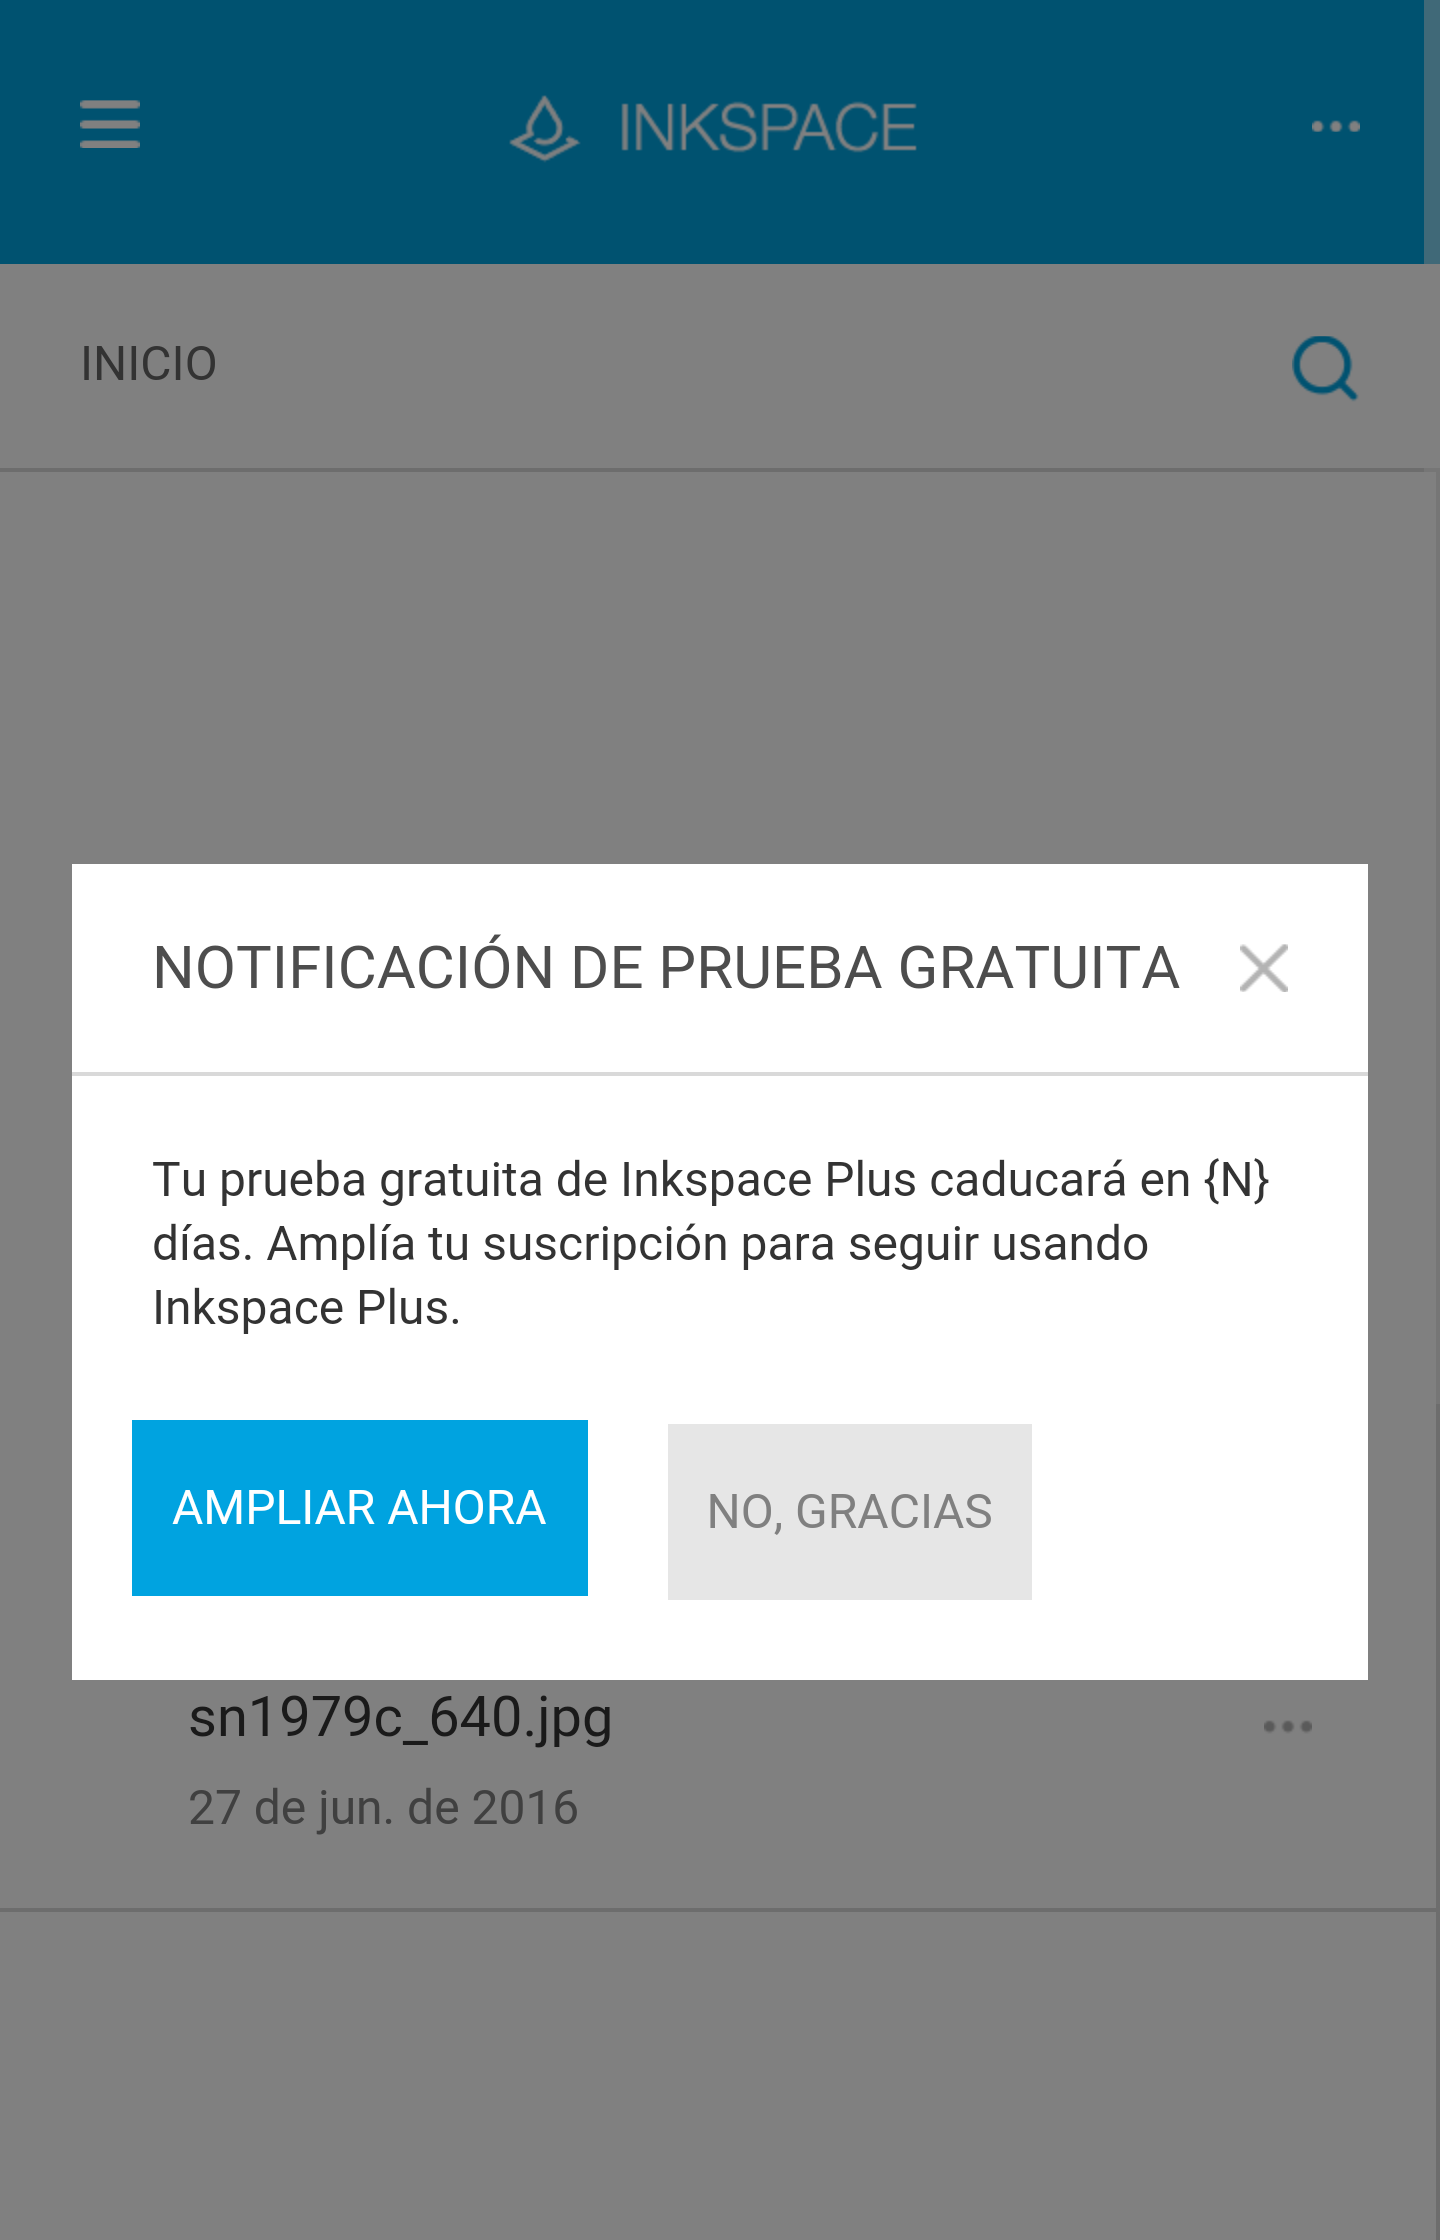 INKSPACE
INICIO
NOTIFICACIÓN DE PRUEBA GRATUITA
Tu prueba gratuita de Inkspace Plus caducará en {N}
días. Amplía tu suscripción para seguir usando
Inkspace Plus.
AMPLIAR AHORA
NO, GRACIAS
sn1979c_640.jpg
27 de jun. de 2016